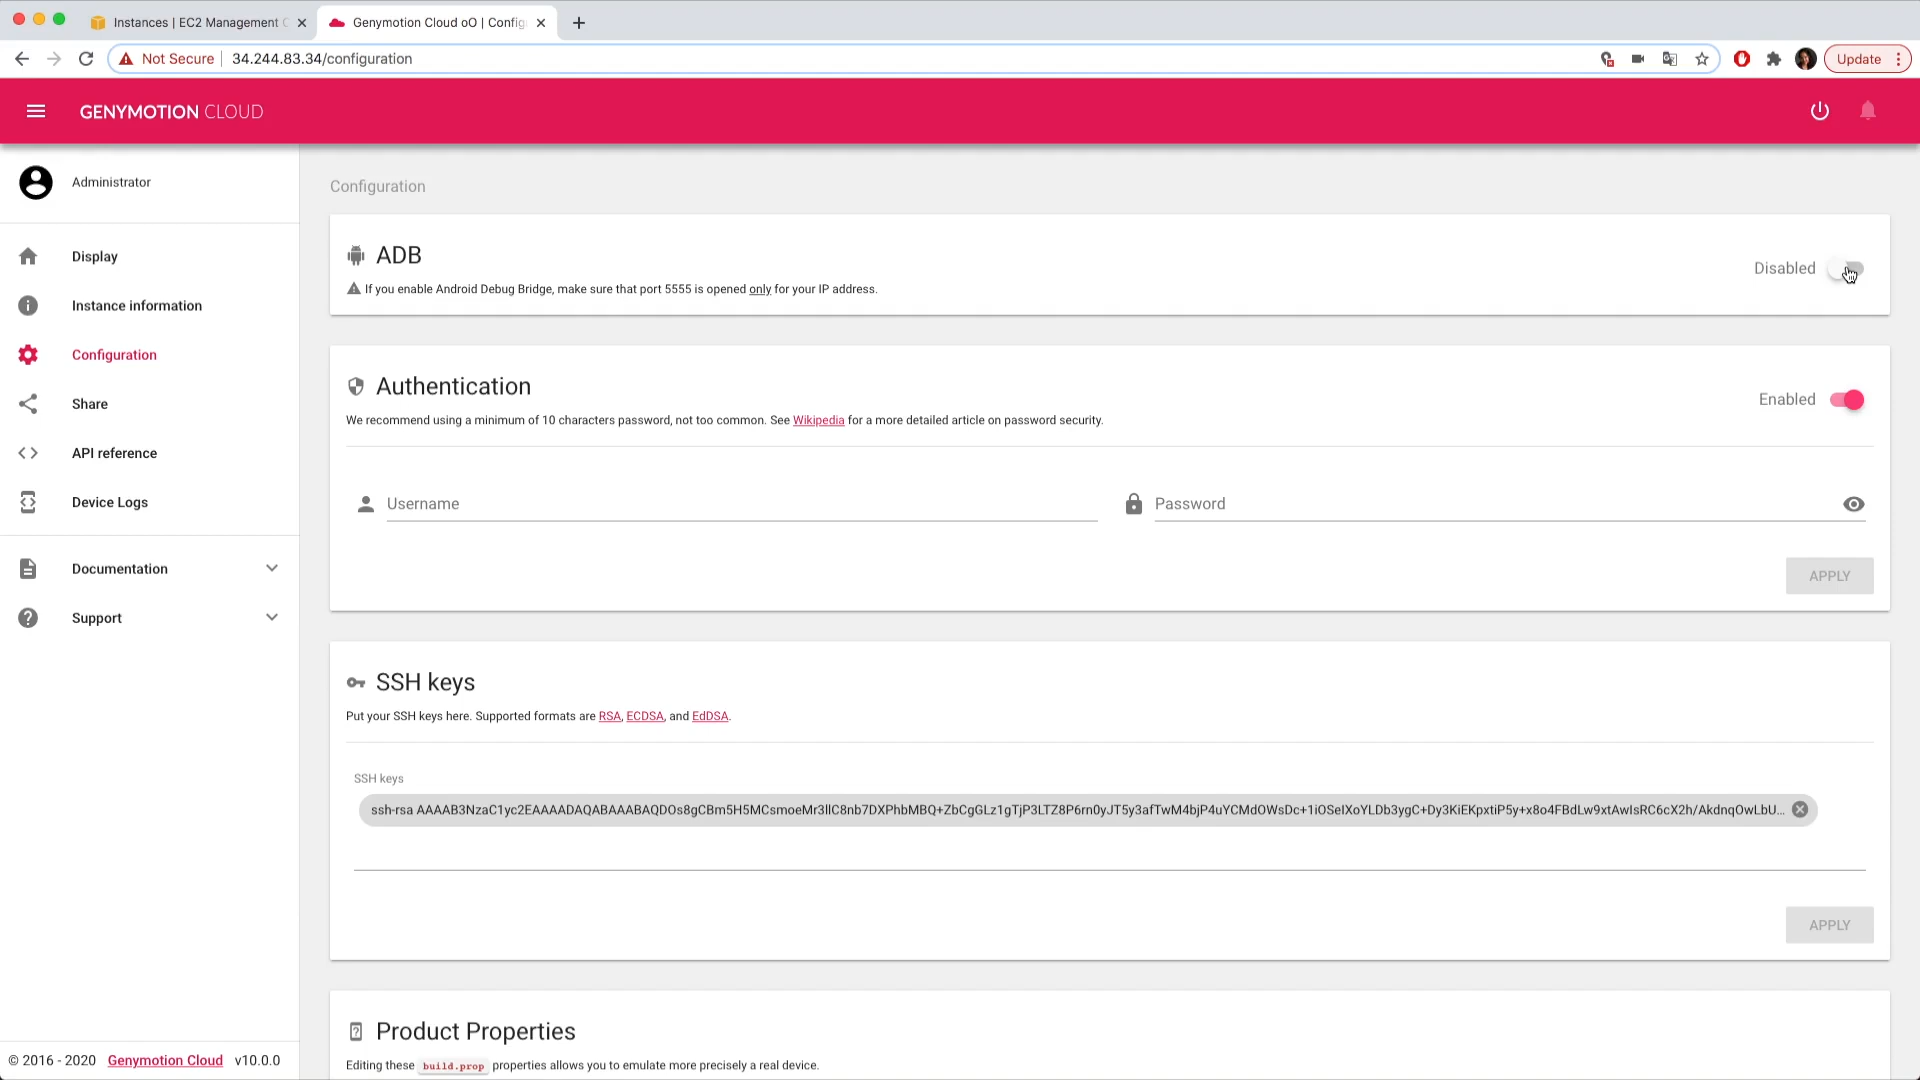 Instances | EC2 Management C
Genymotion Cloud oO | Config
Not Secure
34.244.83.34/configuration
Update
GENYMOTION CLOUD
Administrator
Display
Instance information
Configuration
Share
API reference
Device Logs
Documentation
Support
© 2016 - 2020 Genymotion Cloud v10.0.0
Configuration
ADB
If you enable Android Debug Bridge, make sure that port 5555 is opened only for your IP address.
Disabled
Authentication
We recommend using a minimum of 10 characters password, not too common. See Wikipedia for a more detailed article on password security.
Enabled
Username
Password
APPLY
SSH keys
Put your SSH keys here. Supported formats are RSA, ECDSA, and EdDSA.
SSH keys
ssh-rsa AAAAB3NzaC1yc2EAAAADAQABAAABAQDOs8gCBm5H5MCsmoeMr3llC8nb7DXPhbMBQ+ZbCgGLz1gTjP3LTZ8P6rn0yJT5y3afTwM4bjP4uYCMdOWsDc+1iOSeIXoYLDb3ygC+Dy3KiEKpxtiP5y+x8o4FBdLw9xtAwIsRC6cX2h/AkdnqOwLbU...
APPLY
Product Properties
Editing these build.prop properties allows you to emulate more precisely a real device.